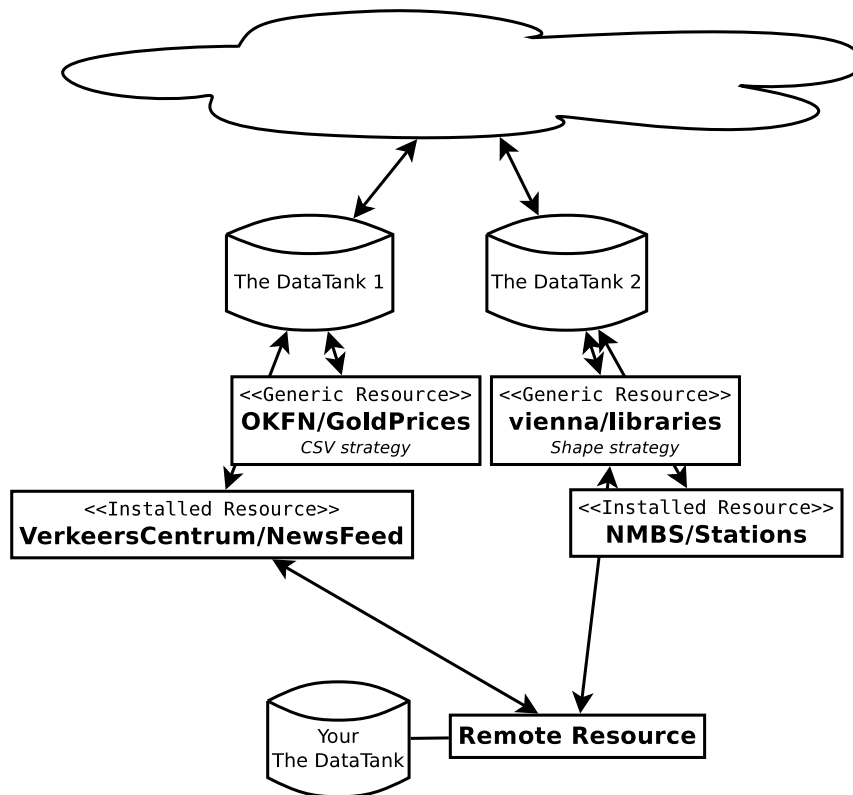 The DataTank 1
The DataTank 2
<<Generic Resource>>
OKFN/GoldPrices
CSV strategy
<<Generic Resource>>
vienna/libraries
Shape strategy
<<Installed Resource>>
VerkeersCentrum/NewsFeed
<<Installed Resource>>
NMBS/Stations
Your
The DataTank
Remote Resource